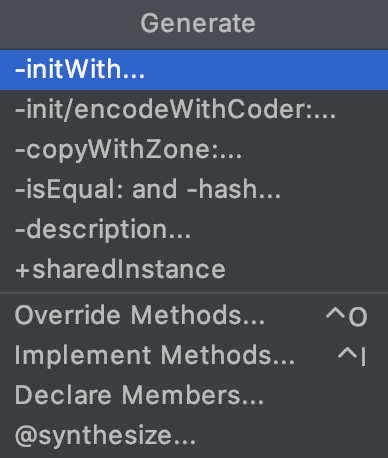 Generate
-initWith...
-init/encodeWithCoder:...
-copyWithZone:...
-isEqual: and -hash...
-description...
+sharedInstance
Override Methods... ^O
Implement Methods... ^I
Declare Members...
@synthesize...